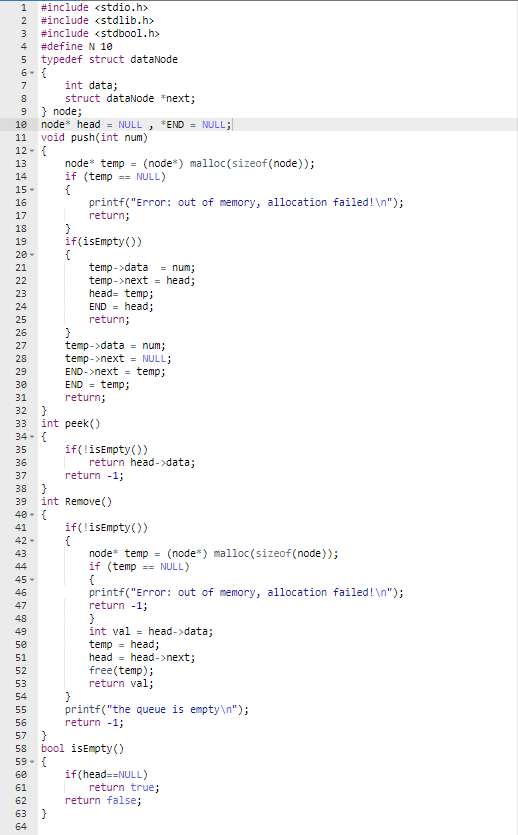 1 #include <stdio.h>
2 #include <stdlib.h>
3 #include <stdbool.h>
4 #define N 10
5 typedef struct dataNode
6 {
7     int data;
8     struct dataNode *next;
9 } node;
10 node* head = NULL , *END = NULL;
11 void push(int num)
12 {
13     node* temp = (node*) malloc(sizeof(node));
14     if (temp == NULL)
15     {
16         printf("Error: out of memory, allocation failed!\n");
17         return;
18     }
19     if(isEmpty())
20     {
21         temp->data  = num;
22         temp->next = head;
23         head= temp;
24         END = head;
25         return;
26     }
27     temp->data = num;
28     temp->next = NULL;
29     END->next = temp;
30     END = temp;
31     return;
32 }
33 int peek()
34 {
35     if(!isEmpty())
36         return head->data;
37     return -1;
38 }
39 int Remove()
40 {
41     if(!isEmpty())
42     {
43         node* temp = (node*) malloc(sizeof(node));
44         if (temp == NULL)
45         {
46         printf("Error: out of memory, allocation failed!\n");
47         return -1;
48         }
49         int val = head->data;
50         temp = head;
51         head = head->next;
52         free(temp);
53         return val;
54     }
55     printf("the queue is empty\n");
56     return -1;
57 }
58 bool isEmpty()
59 {
60     if(head==NULL)
61         return true;
62     return false;
63 }
64